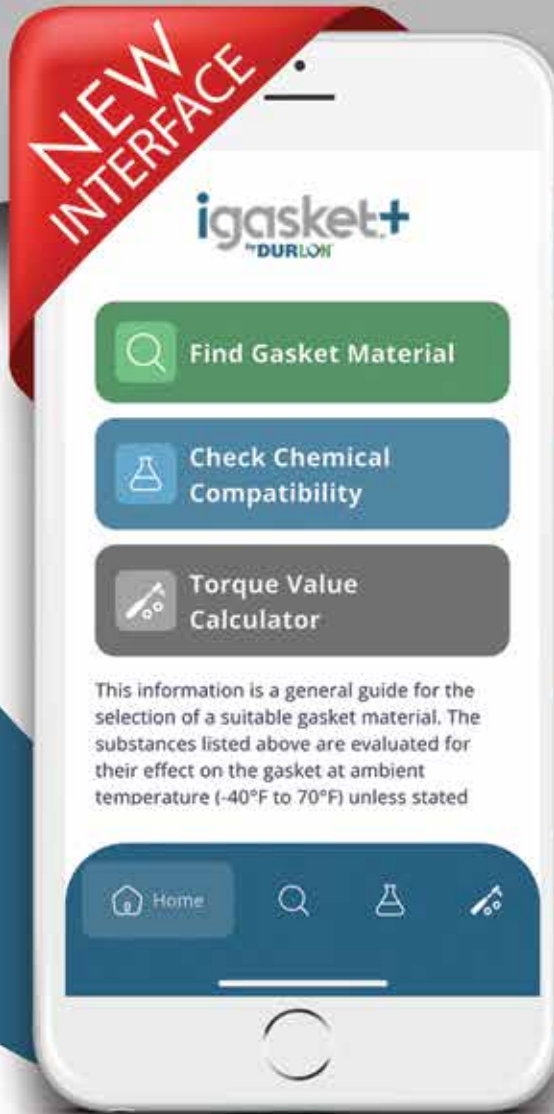 NEW
INTERFACE
igasket+
by DURLON
Find Gasket Material
Check Chemical
Compatibility
Torque Value
Calculator
This information is a general guide for the
selection of a suitable gasket material. The
substances listed above are evaluated for
their effect on the gasket at ambient
temperature (-40°F to 70°F) unless stated
Home